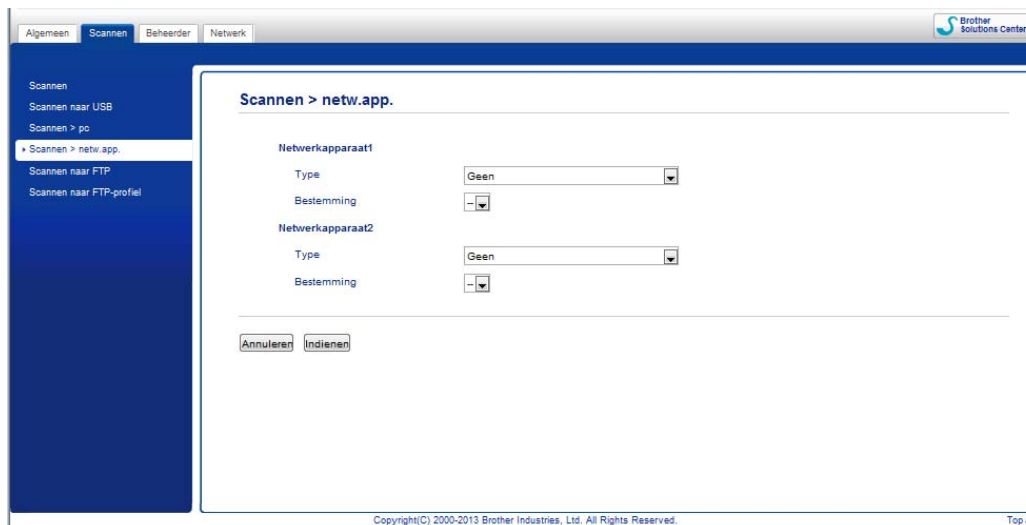 Algemeen Scannen Beheerder Netwerk
Brother
Solutions Center
Scannen
Scannen naar USB
Scannen > pc
Scannen > netw.app.
Scannen naar FTP
Scannen naar FTP-profiel
Scannen > netw.app.
Netwerkapparaat1
Type Geen
Bestemming --
Netwerkapparaat2
Type Geen
Bestemming --
Annuleren Indienen
Copyright(C) 2000-2013 Brother Industries, Ltd. All Rights Reserved. Top